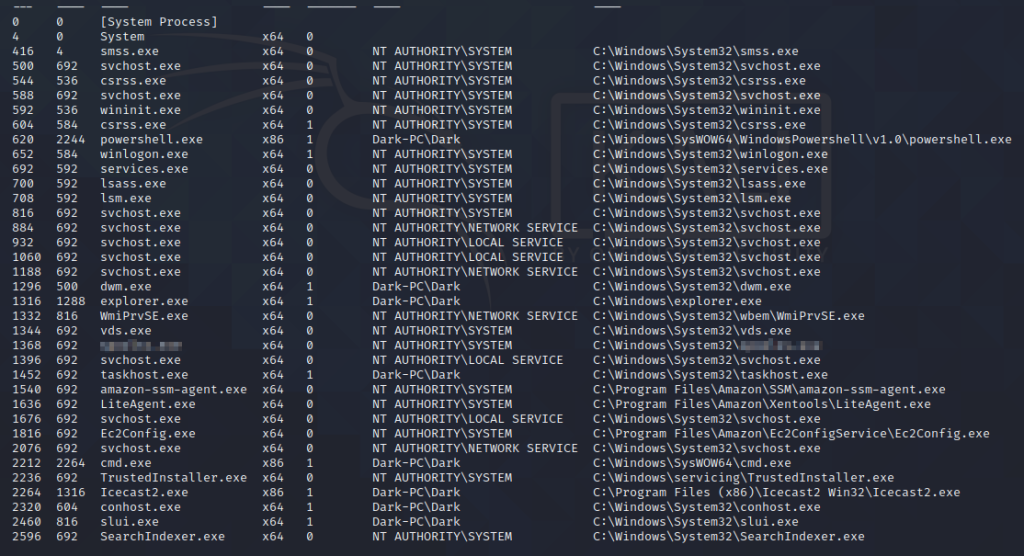 0 0 [System Process]
4 0 System x64 0
416 4 smss.exe x64 0 NT AUTHORITY\SYSTEM C:\Windows\System32\smss.exe
500 692 svchost.exe x64 0 NT AUTHORITY\SYSTEM C:\Windows\System32\svchost.exe
544 536 csrss.exe x64 0 NT AUTHORITY\SYSTEM C:\Windows\System32\csrss.exe
588 692 svchost.exe x64 0 NT AUTHORITY\SYSTEM C:\Windows\System32\svchost.exe
592 536 wininit.exe x64 0 NT AUTHORITY\SYSTEM C:\Windows\System32\wininit.exe
604 584 csrss.exe x64 1 NT AUTHORITY\SYSTEM C:\Windows\System32\csrss.exe
620 2244 powershell.exe x86 1 Dark-PC\Dark C:\Windows\SysWOW64\WindowsPowershell\v1.0\powershell.exe
652 584 winlogon.exe x64 1 NT AUTHORITY\SYSTEM C:\Windows\System32\winlogon.exe
692 592 services.exe x64 0 NT AUTHORITY\SYSTEM C:\Windows\System32\services.exe
700 592 lsass.exe x64 0 NT AUTHORITY\SYSTEM C:\Windows\System32\lsass.exe
708 592 lsm.exe x64 0 NT AUTHORITY\SYSTEM C:\Windows\System32\lsm.exe
816 692 svchost.exe x64 0 NT AUTHORITY\SYSTEM C:\Windows\System32\svchost.exe
884 692 svchost.exe x64 0 NT AUTHORITY\NETWORK SERVICE C:\Windows\System32\svchost.exe
932 692 svchost.exe x64 0 NT AUTHORITY\LOCAL SERVICE C:\Windows\System32\svchost.exe
1060 692 svchost.exe x64 0 NT AUTHORITY\LOCAL SERVICE C:\Windows\System32\svchost.exe
1188 692 svchost.exe x64 0 NT AUTHORITY\NETWORK SERVICE C:\Windows\System32\svchost.exe
1296 500 dwm.exe x64 1 Dark-PC\Dark C:\Windows\System32\dwm.exe
1316 1288 explorer.exe x64 1 Dark-PC\Dark C:\Windows\explorer.exe
1332 816 WmiPrvSE.exe x64 0 NT AUTHORITY\NETWORK SERVICE C:\Windows\System32\wbem\WmiPrvSE.exe
1344 692 vds.exe x64 0 NT AUTHORITY\SYSTEM C:\Windows\System32\vds.exe
1368 692 x64 0 NT AUTHORITY\SYSTEM C:\Windows\System32\
1396 692 svchost.exe x64 0 NT AUTHORITY\LOCAL SERVICE C:\Windows\System32\svchost.exe
1452 692 taskhost.exe x64 1 Dark-PC\Dark C:\Windows\System32\taskhost.exe
1540 692 amazon-ssm-agent.exe x64 0 NT AUTHORITY\SYSTEM C:\Program Files\Amazon\SSM\amazon-ssm-agent.exe
1636 692 LiteAgent.exe x64 0 NT AUTHORITY\SYSTEM C:\Program Files\Amazon\Xentools\LiteAgent.exe
1676 692 svchost.exe x64 0 NT AUTHORITY\LOCAL SERVICE C:\Windows\System32\svchost.exe
1816 692 Ec2Config.exe x64 0 NT AUTHORITY\SYSTEM C:\Program Files\Amazon\Ec2ConfigService\Ec2Config.exe
2076 692 svchost.exe x64 0 NT AUTHORITY\NETWORK SERVICE C:\Windows\System32\svchost.exe
2212 2264 cmd.exe x86 1 Dark-PC\Dark C:\Windows\SysWOW64\cmd.exe
2236 692 TrustedInstaller.exe x64 0 NT AUTHORITY\SYSTEM C:\Windows\servicing\TrustedInstaller.exe
2264 1316 Icecast2.exe x86 1 Dark-PC\Dark C:\Program Files (x86)\Icecast2 Win32\Icecast2.exe
2320 604 conhost.exe x64 1 Dark-PC\Dark C:\Windows\System32\conhost.exe
2460 816 slui.exe x64 1 Dark-PC\Dark C:\Windows\System32\slui.exe
2596 692 SearchIndexer.exe x64 0 NT AUTHORITY\SYSTEM C:\Windows\System32\SearchIndexer.exe